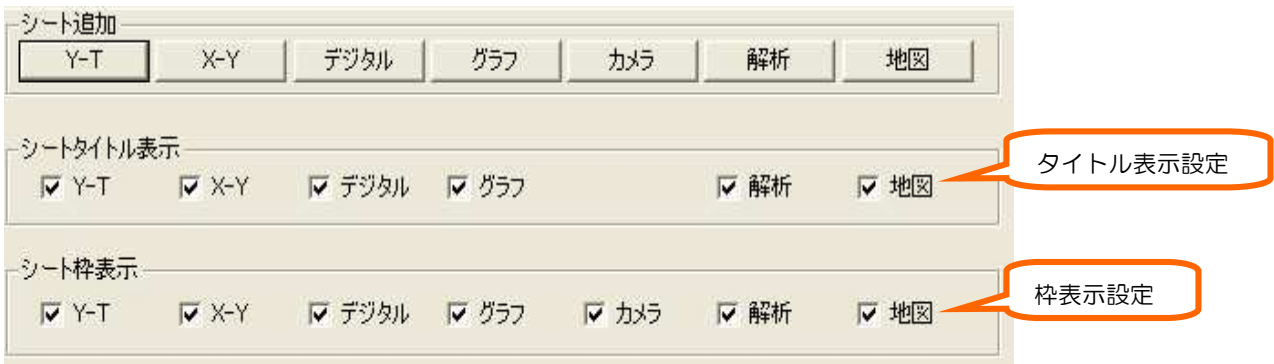 シート追加
Y-T X-Y デジタル グラフ カメラ 解析 地図
シートタイトル表示
Y-T X-Y デジタル グラフ 解析 地図
タイトル表示設定
シート枠表示
Y-T X-Y デジタル グラフ カメラ 解析 地図
枠表示設定